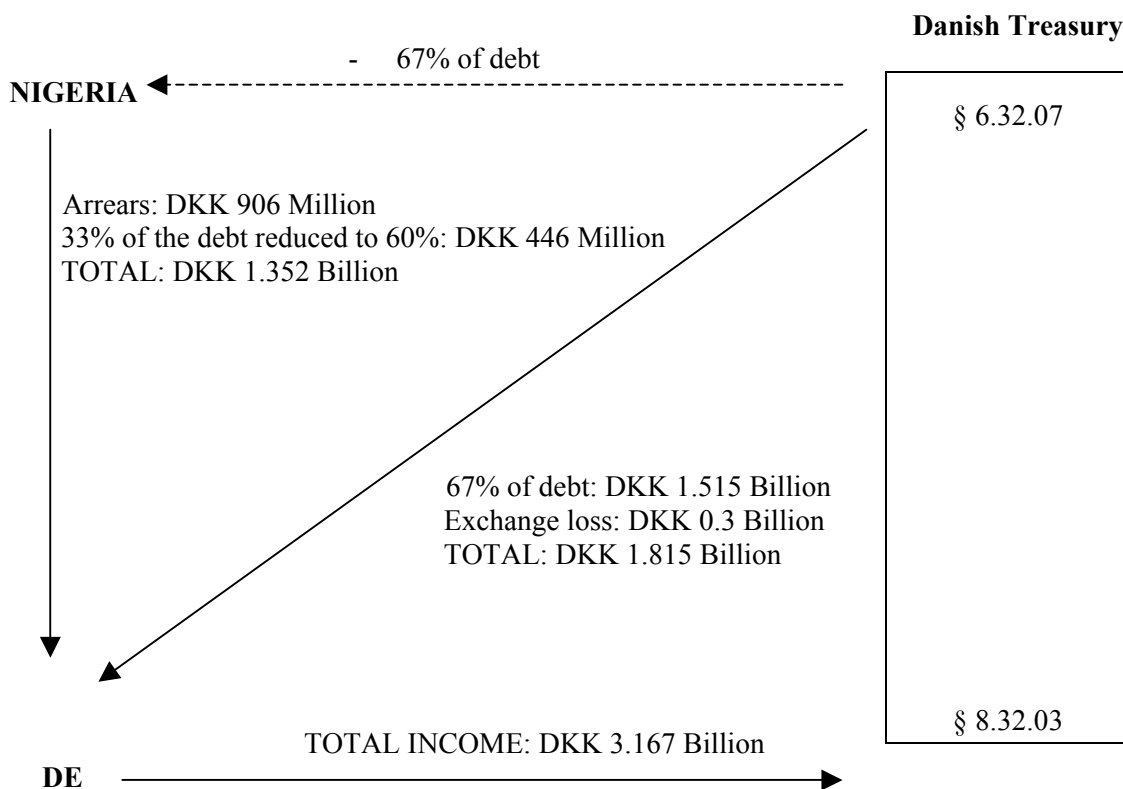 Danish Treasury
- 67% of debt
NIGERIA
§ 6.32.07
Arrears: DKK 906 Million
33% of the debt reduced to 60%: DKK 446 Million
TOTAL: DKK 1.352 Billion
67% of debt: DKK 1.515 Billion
Exchange loss: DKK 0.3 Billion
TOTAL: DKK 1.815 Billion
§ 8.32.03
TOTAL INCOME: DKK 3.167 Billion
DE